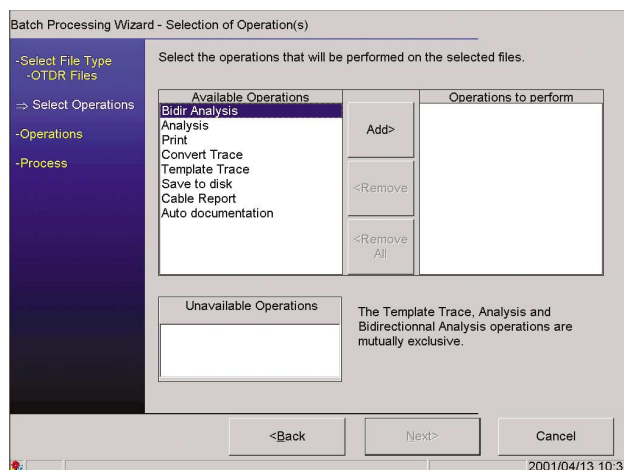 Batch Processing Wizard - Selection of Operation(s)
-Select File Type
-OTDR Files
⇒ Select Operations
-Operations
-Process
Select the operations that will be performed on the selected files.
Available Operations
Bidir Analysis
Analysis
Print
Convert Trace
Template Trace
Save to disk
Cable Report
Auto documentation
Add>
<Remove
<Remove
All
Operations to perform
Unavailable Operations
The Template Trace, Analysis and
Bidirectionnal Analysis operations are
mutually exclusive.
<Back
Next>
Cancel
2001/04/13 10:3